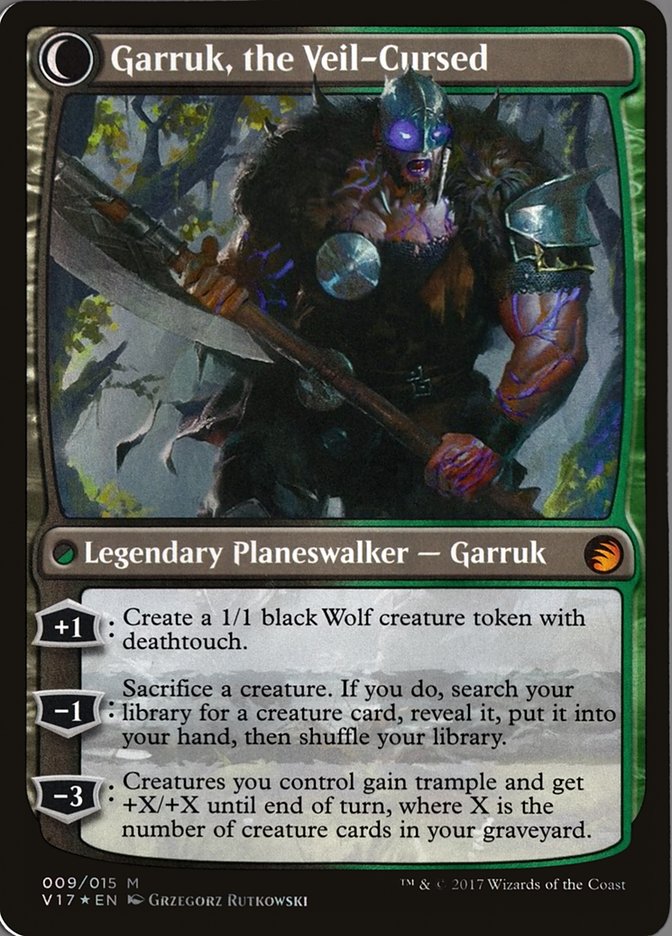 Garruk, the Veil-Cursed
Legendary Planeswalker — Garruk
+1 : Create a 1/1 black Wolf creature token with
deathtouch.
−1 : Sacrifice a creature. If you do, search your
library for a creature card, reveal it, put it into
your hand, then shuffle your library.
−3 : Creatures you control gain trample and get
+X/+X until end of turn, where X is the
number of creature cards in your graveyard.
009/015 M
V17★EN Grzegorz Rutkowski
™ & © 2017 Wizards of the Coast